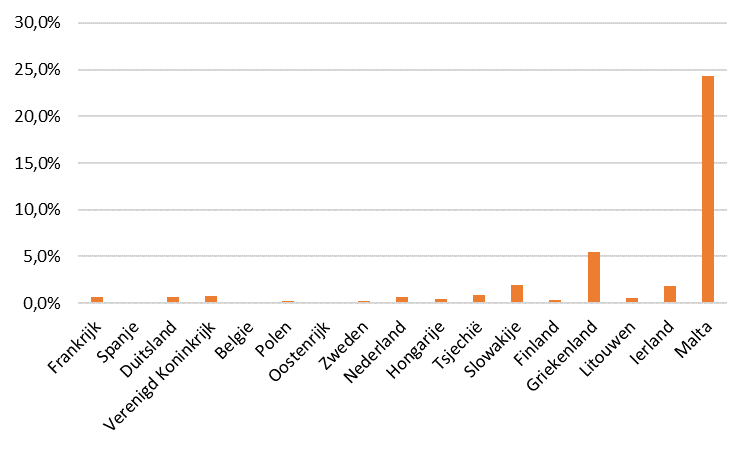 30,0%
25,0%
20,0%
15,0%
10,0%
5,0%
0,0%
Frankrijk
Spanje
Duitsland
Verenigd Koninkrijk
Belgie
Polen
Oostenrijk
Zweden
Nederland
Hongarije
Tsjechië
Slowakije
Finland
Griekenland
Litouwen
Ierland
Malta